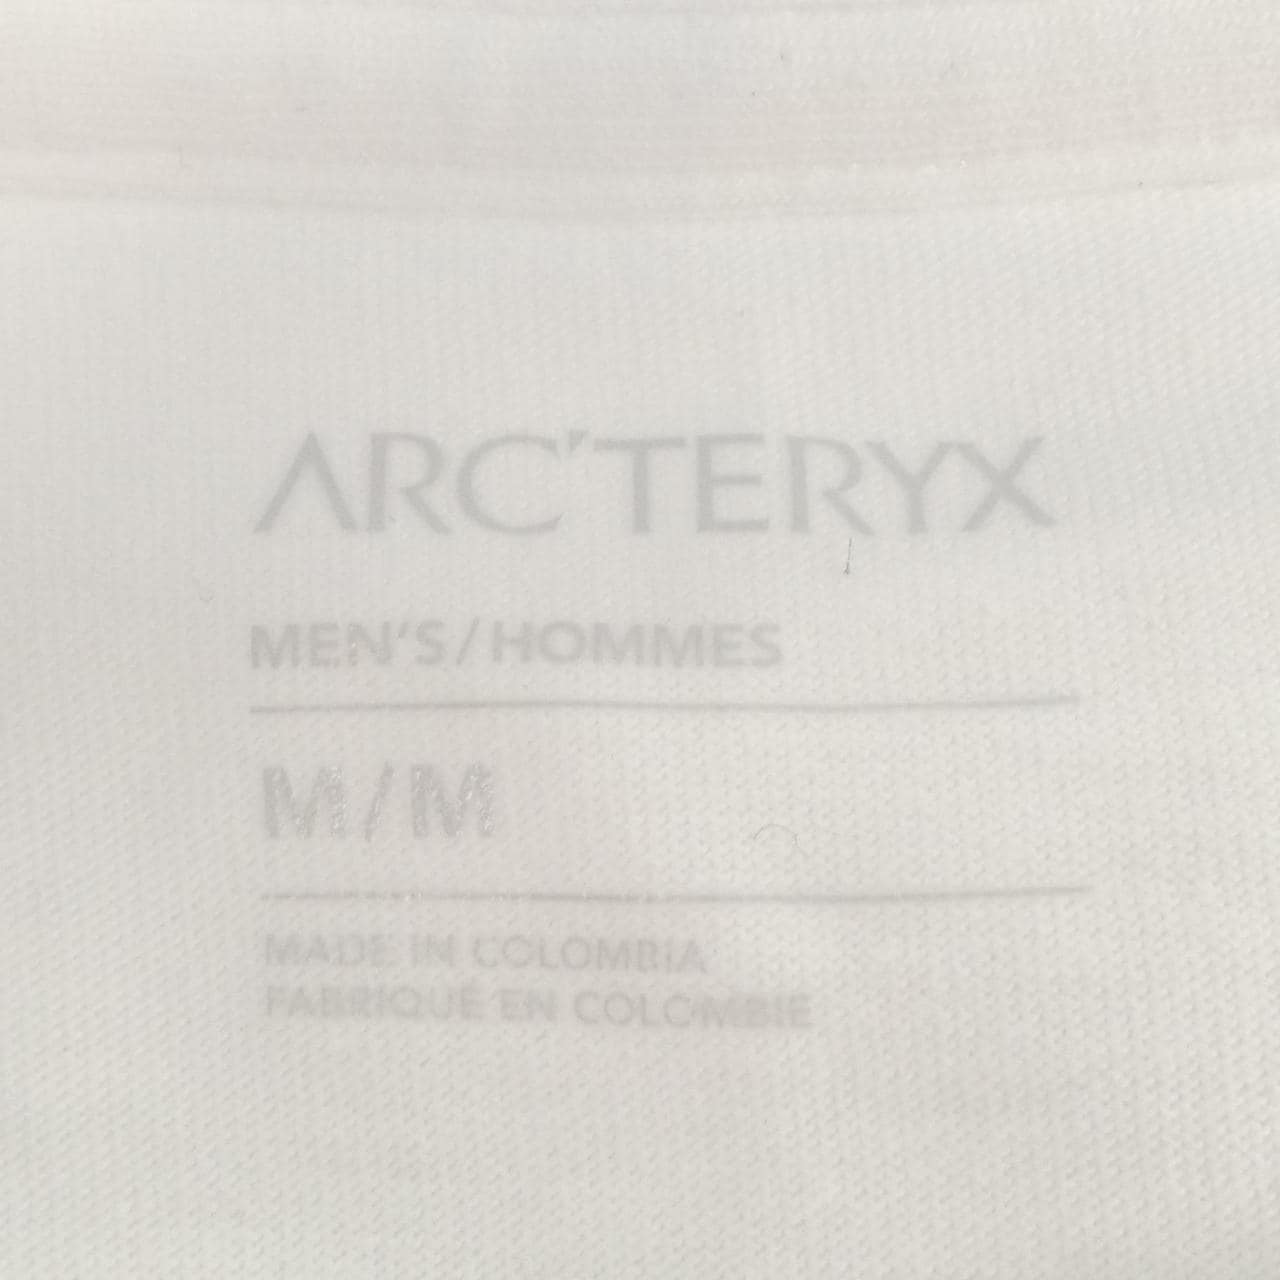 ARC'TERYX
MEN'S/HOMMES
M/M
MADE IN COLOMBIA
FABRIQUÉ EN COLOMBIE